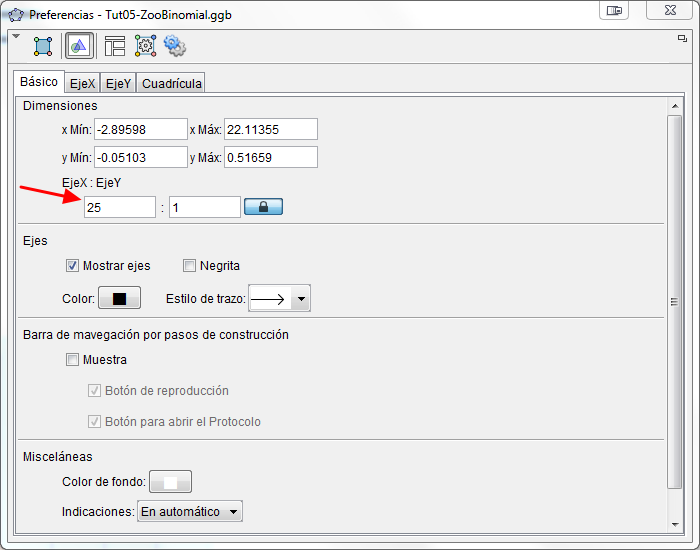 Preferencias - Tut05-ZooBinomial.ggb
Básico EjeX EjeY Cuadrícula
Dimensiones
x Mín: -2.89598 x Máx: 22.11355
y Mín: -0.05103 y Máx: 0.51659
EjeX : EjeY
25 : 1
Ejes
Mostrar ejes Negrita
Color: Estilo de trazo:
Barra de mavegación por pasos de construcción
Muestra
Botón de reproducción
Botón para abrir el Protocolo
Misceláneas
Color de fondo:
Indicaciones: En automático